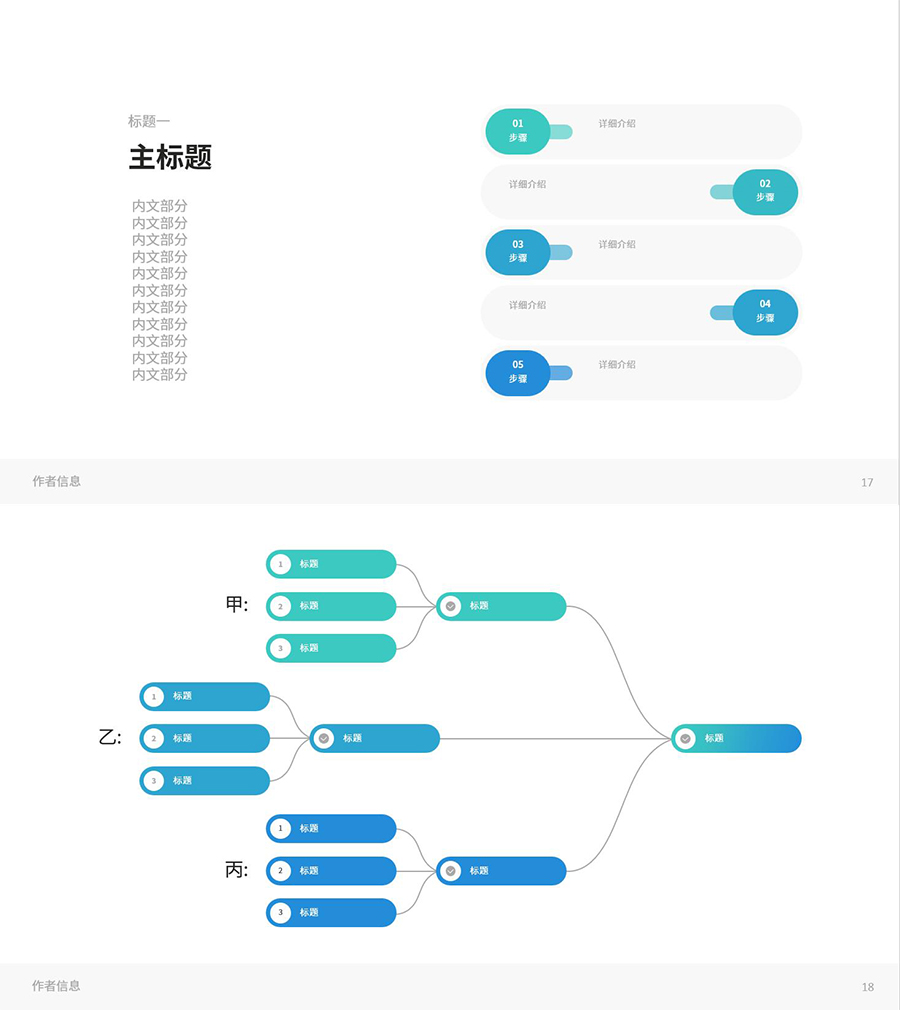 标题一
主标题
内文部分
内文部分
内文部分
内文部分
内文部分
内文部分
内文部分
内文部分
内文部分
内文部分
内文部分
01
步骤
详细介绍
详细介绍
02
步骤
03
步骤
详细介绍
详细介绍
04
步骤
05
步骤
详细介绍
作者信息
17
甲:
1 标题
2 标题
3 标题
标题
乙:
1 标题
2 标题
3 标题
标题
标题
丙:
1 标题
2 标题
3 标题
标题
作者信息
18